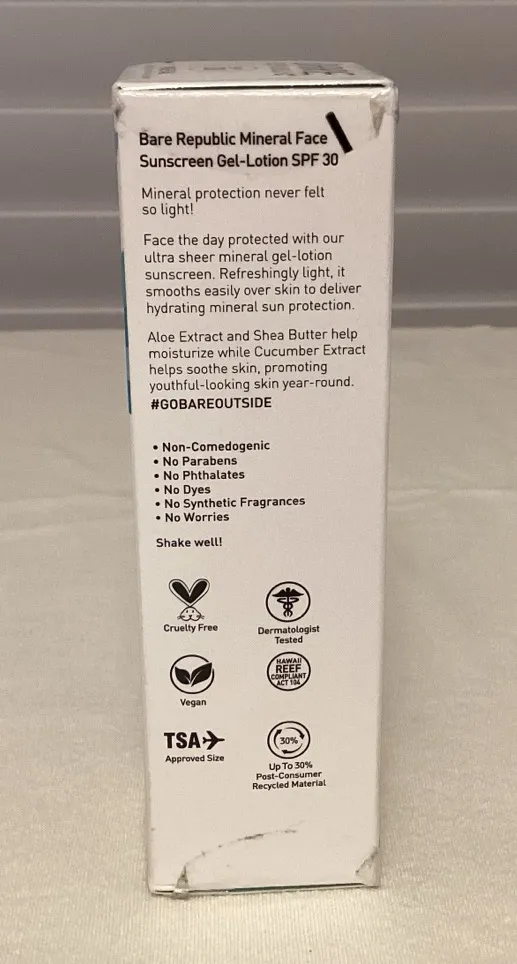 Bare Republic Mineral Face
Sunscreen Gel-Lotion SPF 30
Mineral protection never felt
so light!
Face the day protected with our
ultra sheer mineral gel-lotion
sunscreen. Refreshingly light, it
smooths easily over skin to deliver
hydrating mineral sun protection.
Aloe Extract and Shea Butter help
moisturize while Cucumber Extract
helps soothe skin, promoting
youthful-looking skin year-round.
#GOBAREOUTSIDE
• Non-Comedogenic
• No Parabens
• No Phthalates
• No Dyes
• No Synthetic Fragrances
• No Worries
Shake well!
Cruelty Free
Dermatologist
Tested
Vegan
HAWAII
REEF
COMPLIANT
ACT 104
TSA
Approved Size
30%
Up To 30%
Post-Consumer
Recycled Material